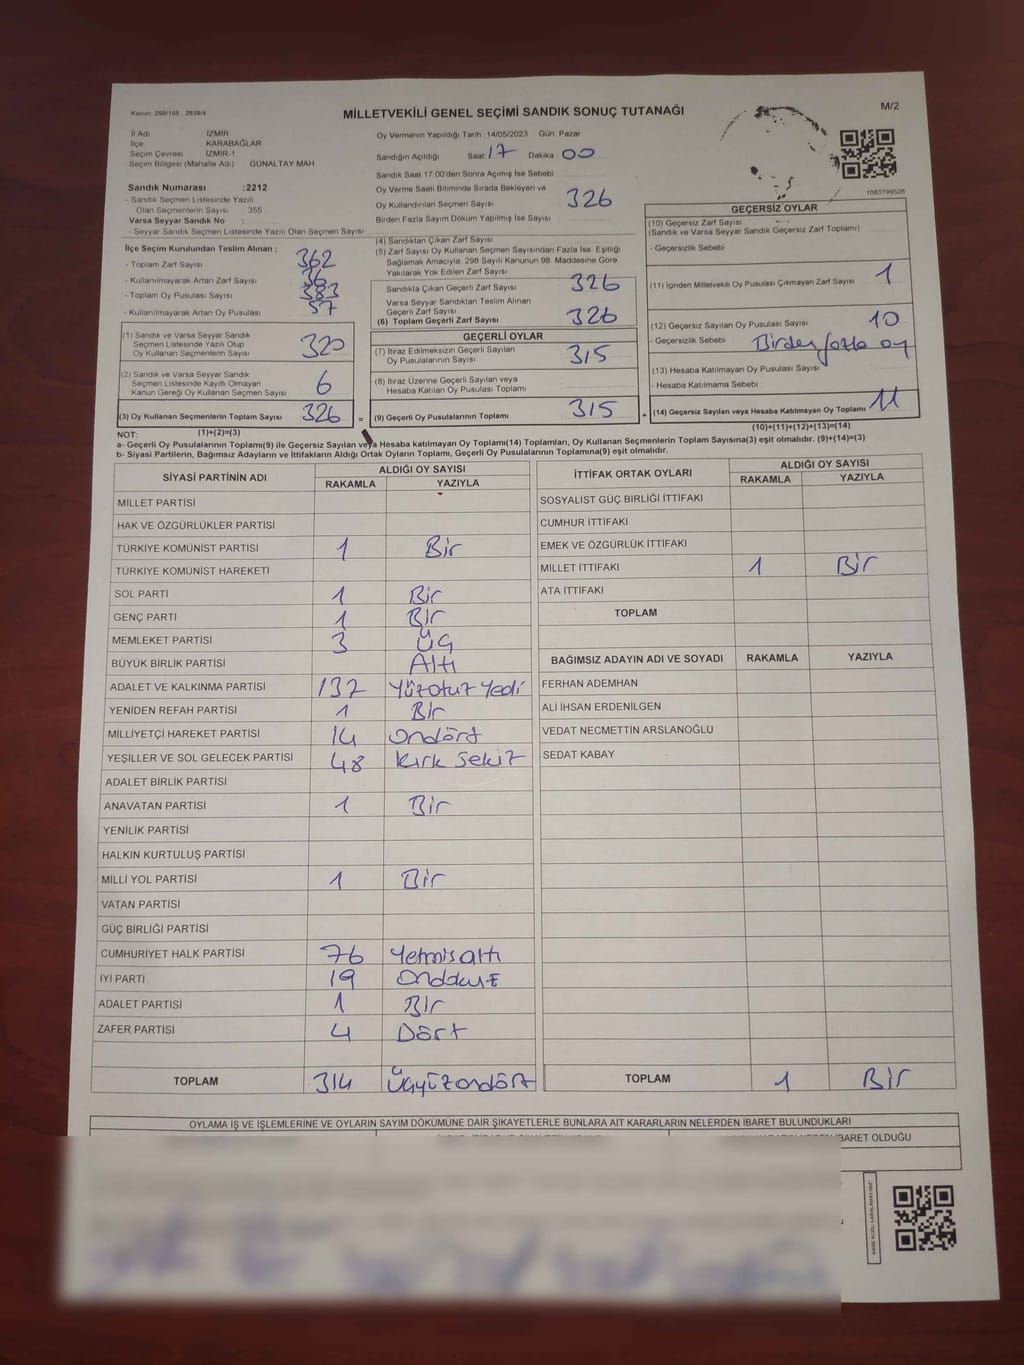 Kanun: 298/105 2839/4
MİLLETVEKİLİ GENEL SEÇİMİ SANDIK SONUÇ TUTANAĞI
M/2
İl Adı İZMİR
İlçe KARABAĞLAR
Seçim Çevresi İZMİR-1
Seçim Bölgesi (Mahalle Adı) GÜNALTAY MAH
Sandık Numarası :2212
- Sandık Seçmen Listesinde Yazılı
Olan Seçmenlerin Sayısı 355
Varsa Seyyar Sandık No :
- Seyyar Sandık Seçmen Listesinde Yazılı Olan Seçmen Sayısı
Oy Vermenin Yapıldığı Tarih :14/05/2023 Gün: Pazar
Sandığın Açıldığı Saat 17 Dakika 00
Sandık Saat 17.00'den Sonra Açılmış İse Sebebi
Oy Verme Saati Bitiminde Sırada Bekleyen ve
Oy Kullandırılan Seçmen Sayısı 326
Birden Fazla Sayım Döküm Yapılmış İse Sayısı
1083799526
İlçe Seçim Kurulundan Teslim Alınan :
- Toplam Zarf Sayısı 362
- Kullanılmayarak Artan Zarf Sayısı 36
- Toplam Oy Pusulası Sayısı 383
- Kullanılmayarak Artan Oy Pusulası 57
(1) Sandık ve Varsa Seyyar Sandık
Seçmen Listesinde Yazılı Olup
Oy Kullanan Seçmenlerin Sayısı 320
(2) Sandık ve Varsa Seyyar Sandık
Seçmen Listesinde Kayıtlı Olmayan
Kanun Gereği Oy Kullanan Seçmen Sayısı 6
(3) Oy Kullanan Seçmenlerin Toplam Sayısı 326
(1)+(2)=(3)
(4) Sandıktan Çıkan Zarf Sayısı
(5) Zarf Sayısı Oy Kullanan Seçmen Sayısından Fazla İse, Eşitliği
Sağlamak Amacıyla, 298 Sayılı Kanunun 98. Maddesine Göre
Yakılarak Yok Edilen Zarf Sayısı
Sandıkta Çıkan Geçerli Zarf Sayısı 326
Varsa Seyyar Sandıktan Teslim Alınan
Geçerli Zarf Sayısı
(6) Toplam Geçerli Zarf Sayısı 326
GEÇERLİ OYLAR
(7) İtiraz Edilmeksizin Geçerli Sayılan
Oy Pusulalarının Sayısı 315
(8) İtiraz Üzerine Geçerli Sayılan veya
Hesaba Katılan Oy Pusulası Toplamı
= (9) Geçerli Oy Pusulalarının Toplamı 315
GEÇERSİZ OYLAR
(10) Geçersiz Zarf Sayısı
(Sandık ve Varsa Seyyar Sandık Geçersiz Zarf Toplamı)
- Geçersizlik Sebebi
(11) İçinden Milletvekili Oy Pusulası Çıkmayan Zarf Sayısı 1
(12) Geçersiz Sayılan Oy Pusulası Sayısı 10
- Geçersizlik Sebebi Birden fazla oy
(13) Hesaba Katılmayan Oy Pusulası Sayısı
- Hesaba Katılmama Sebebi
+ (14) Geçersiz Sayılan veya Hesaba Katılmayan Oy Toplamı 11
(10)+(11)+(12)+(13)=(14)
NOT:
a- Geçerli Oy Pusulaları Toplamı(9) ile Geçersiz Sayılan veya Hesaba katılmayan Oy Toplamı(14) Toplamları, Oy Kullanan Seçmenlerin Toplam Sayısına(3) eşit olmalıdır. (9)+(14)=(3)
b- Siyasi Partilerin, Bağımsız Adayların ve İttifakların Aldığı Ortak Oyların Toplamı, Geçerli Oy Pusulaları Toplamına(9) eşit olmalıdır.
SİYASİ PARTİNİN ADI ALDIĞI OY SAYISI
RAKAMLA YAZIYLA
MİLLET PARTİSİ
HAK VE ÖZGÜRLÜKLER PARTİSİ
TÜRKİYE KOMÜNİST PARTİSİ 1 Bir
TÜRKİYE KOMÜNİST HAREKETİ
SOL PARTİ 1 Bir
GENÇ PARTİ 1 Bir
MEMLEKET PARTİSİ 3 Üç
BÜYÜK BİRLİK PARTİSİ Altı
ADALET VE KALKINMA PARTİSİ 137 Yüzotuz Yedi
YENİDEN REFAH PARTİSİ 1 Bir
MİLLİYETÇİ HAREKET PARTİSİ 14 Ondört
YEŞİLLER VE SOL GELECEK PARTİSİ 48 Kırk Sekiz
ADALET BİRLİK PARTİSİ
ANAVATAN PARTİSİ 1 Bir
YENİLİK PARTİSİ
HALKIN KURTULUŞ PARTİSİ
MİLLİ YOL PARTİSİ 1 Bir
VATAN PARTİSİ
GÜÇ BİRLİĞİ PARTİSİ
CUMHURİYET HALK PARTİSİ 76 Yetmişaltı
İYİ PARTİ 19 Ondokuz
ADALET PARTİSİ 1 Bir
ZAFER PARTİSİ 4 Dört
TOPLAM 314 Üçyüzondört
İTTİFAK ORTAK OYLARI ALDIĞI OY SAYISI
RAKAMLA YAZIYLA
SOSYALİST GÜÇ BİRLİĞİ İTTİFAKI
CUMHUR İTTİFAKI
EMEK VE ÖZGÜRLÜK İTTİFAKI
MİLLET İTTİFAKI 1 Bir
ATA İTTİFAKI
TOPLAM
BAĞIMSIZ ADAYIN ADI VE SOYADI RAKAMLA YAZIYLA
FERHAN ADEMHAN
ALİ İHSAN ERDENİLGEN
VEDAT NECMETTİN ARSLANOĞLU
SEDAT KABAY
TOPLAM 1 Bir
OYLAMA İŞ VE İŞLEMLERİNE VE OYLARIN SAYIM DÖKÜMÜNE DAİR ŞİKAYETLERLE BUNLARA AİT KARARLARIN NELERDEN İBARET BULUNDUKLARI
İBARET OLDUĞU